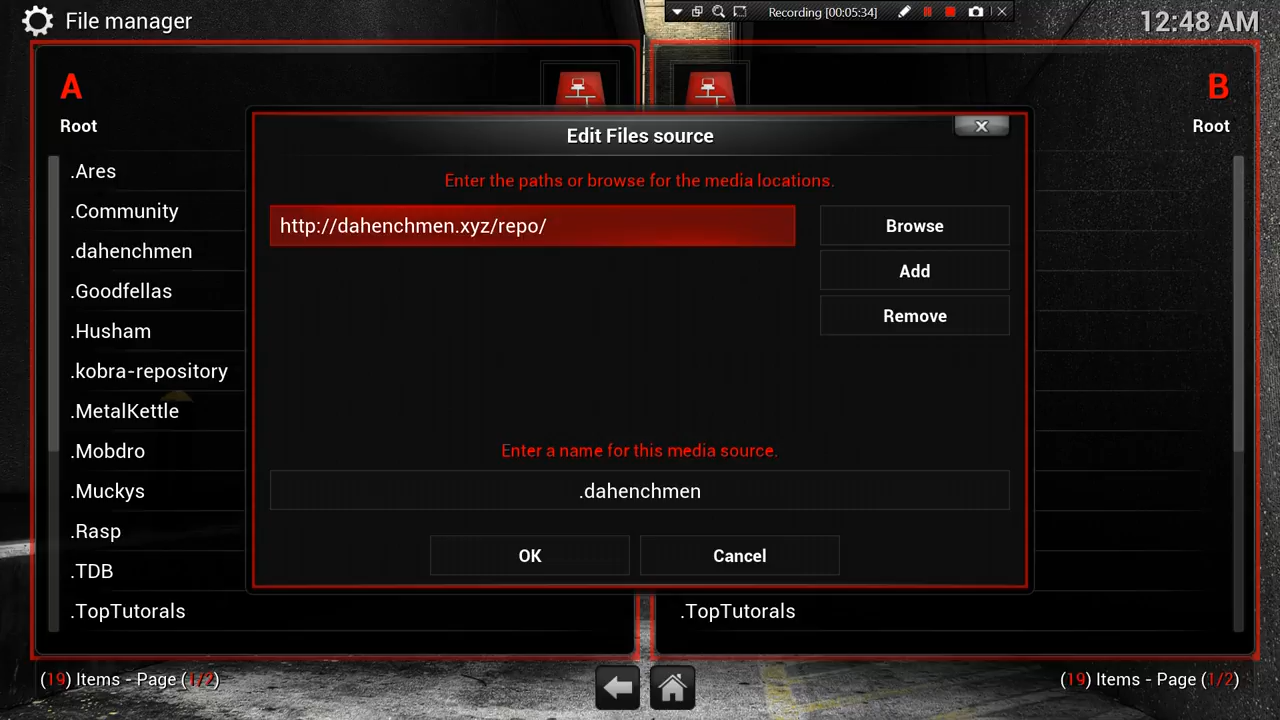 File manager
Recording [00:05:34]
12:48 AM
A
B
Root
Root
Edit Files source
Enter the paths or browse for the media locations.
http://dahenchmen.xyz/repo/
Browse
Add
Remove
Enter a name for this media source.
.dahenchmen
OK
Cancel
.Ares
.Community
.dahenchmen
.Goodfellas
.Husham
.kobra-repository
.MetalKettle
.Mobdro
.Muckys
.Rasp
.TDB
.TopTutorals
.TopTutorals
(19) Items - Page (1/2)
(19) Items - Page (1/2)